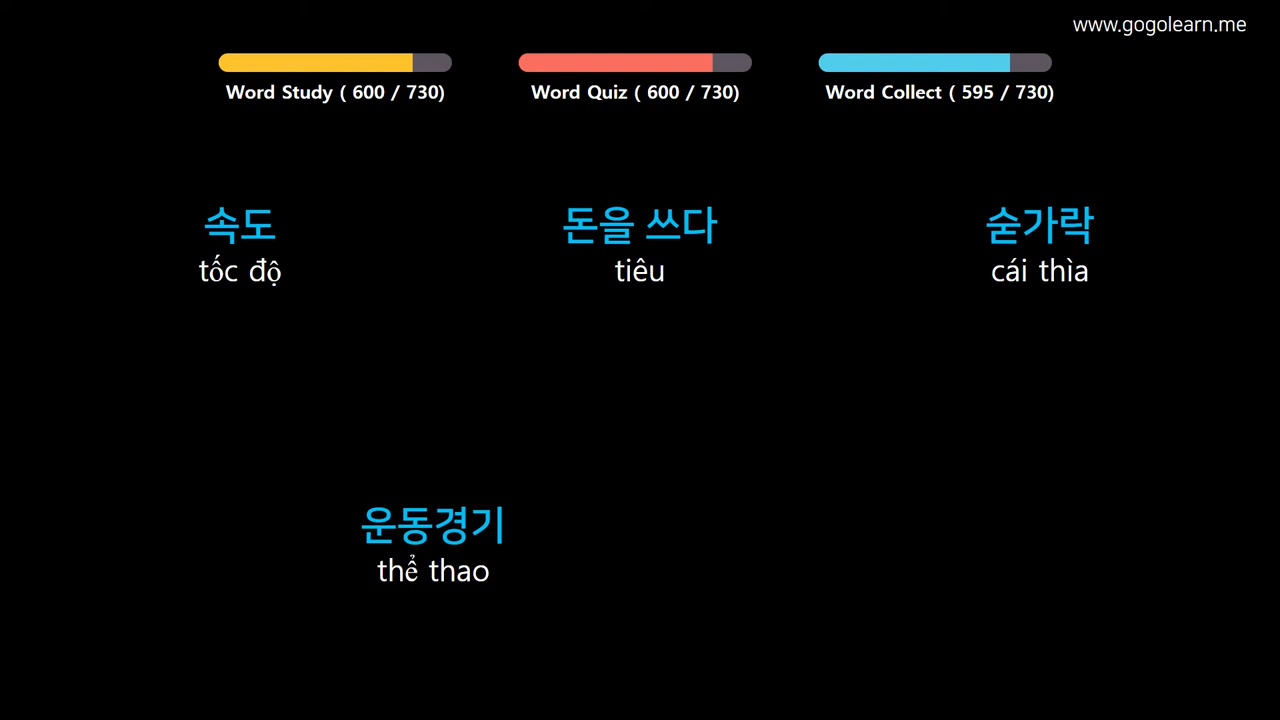 www.gogolearn.me
Word Study ( 600 / 730)
Word Quiz ( 600 / 730)
Word Collect ( 595 / 730)
속도
tốc độ
돈을 쓰다
tiêu
숟가락
cái thìa
운동경기
thể thao